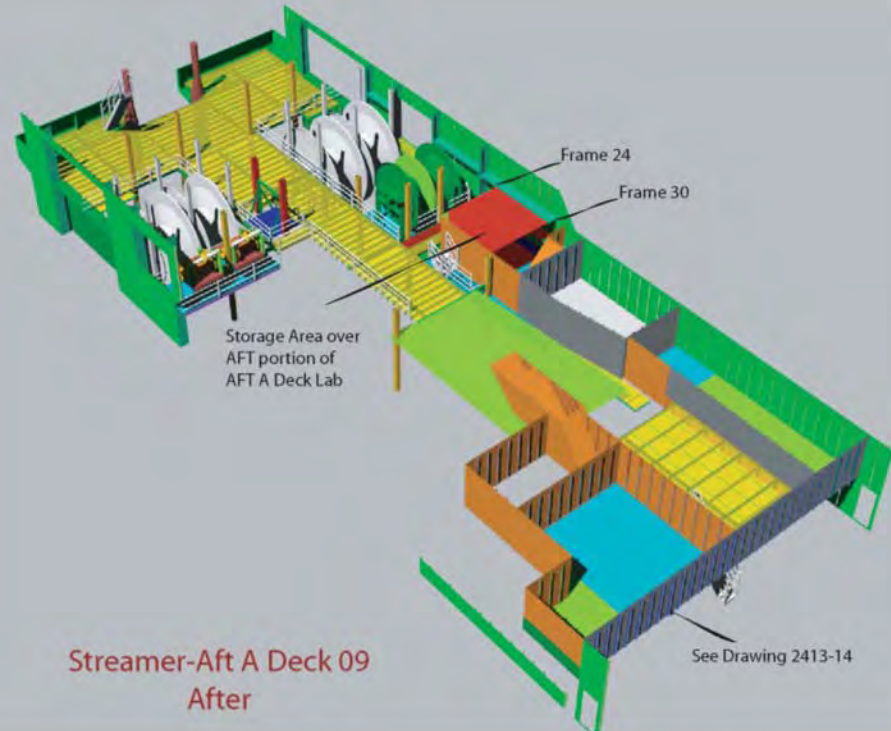 Frame 24
Frame 30
Storage Area over
AFT portion of
AFT A Deck Lab
See Drawing 2413-14
Streamer-Aft A Deck 09
After